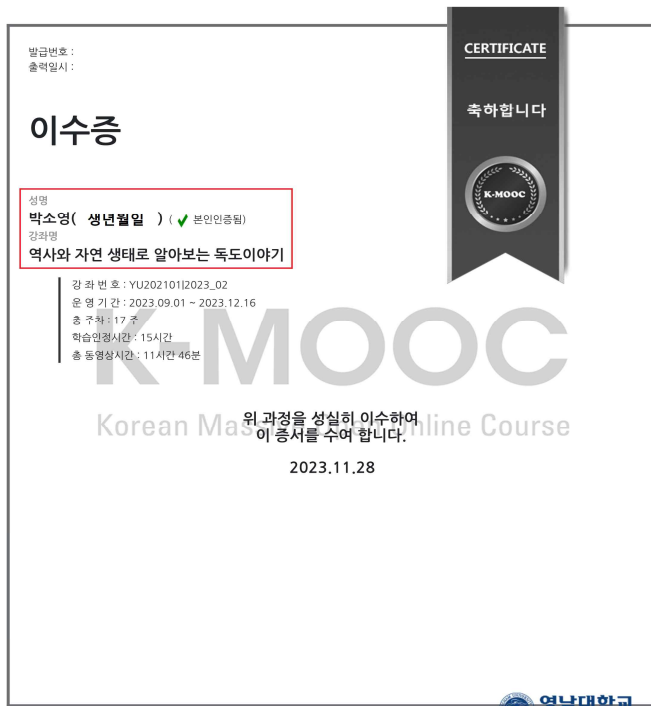 발급번호 :
출력일시 :
CERTIFICATE
축하합니다
K-MOOC
이수증
성명
박소영( 생년월일 ) ( 본인인증됨)
강좌명
역사와 자연 생태로 알아보는 독도이야기
강 좌 번 호 : YU202101|2023_02
운 영 기 간 : 2023.09.01 ~ 2023.12.16
총 주차 : 17 주
학습인정시간 : 15시간
총 동영상시간 : 11시간 46분
K-MOOC
Korean Massive Open Online Course
위 과정을 성실히 이수하여
이 증서를 수여 합니다.
2023.11.28
영남대학교